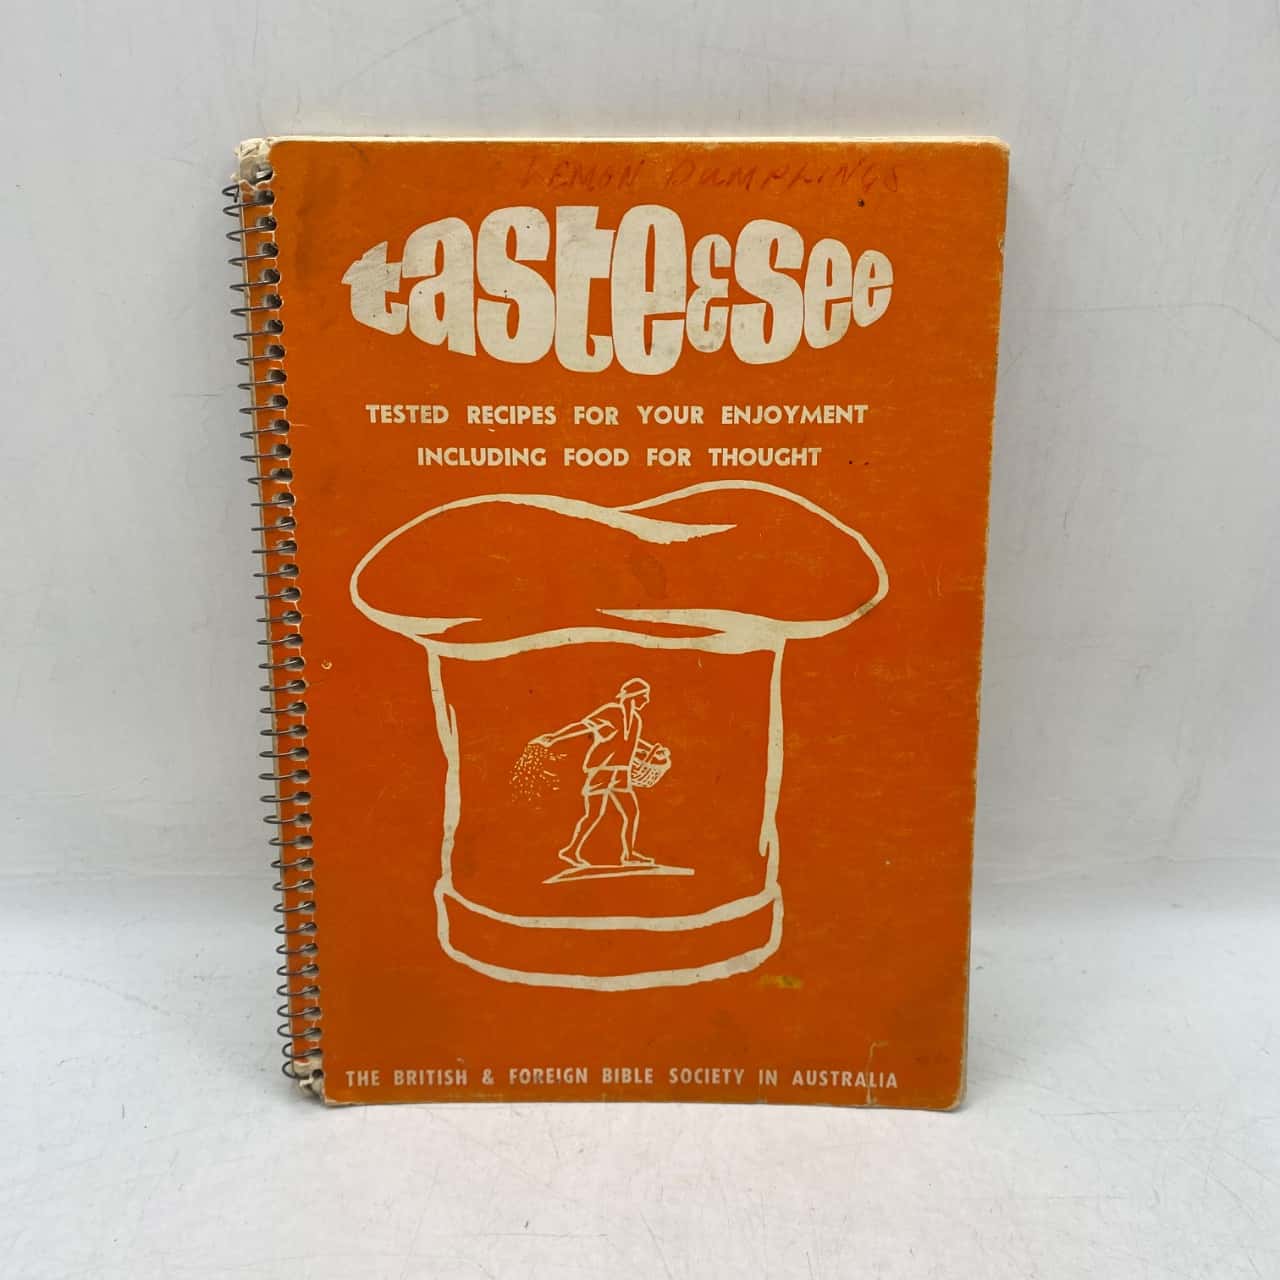 LEMON DUMPLINGS
taste & see
TESTED RECIPES FOR YOUR ENJOYMENT
INCLUDING FOOD FOR THOUGHT
THE BRITISH & FOREIGN BIBLE SOCIETY IN AUSTRALIA